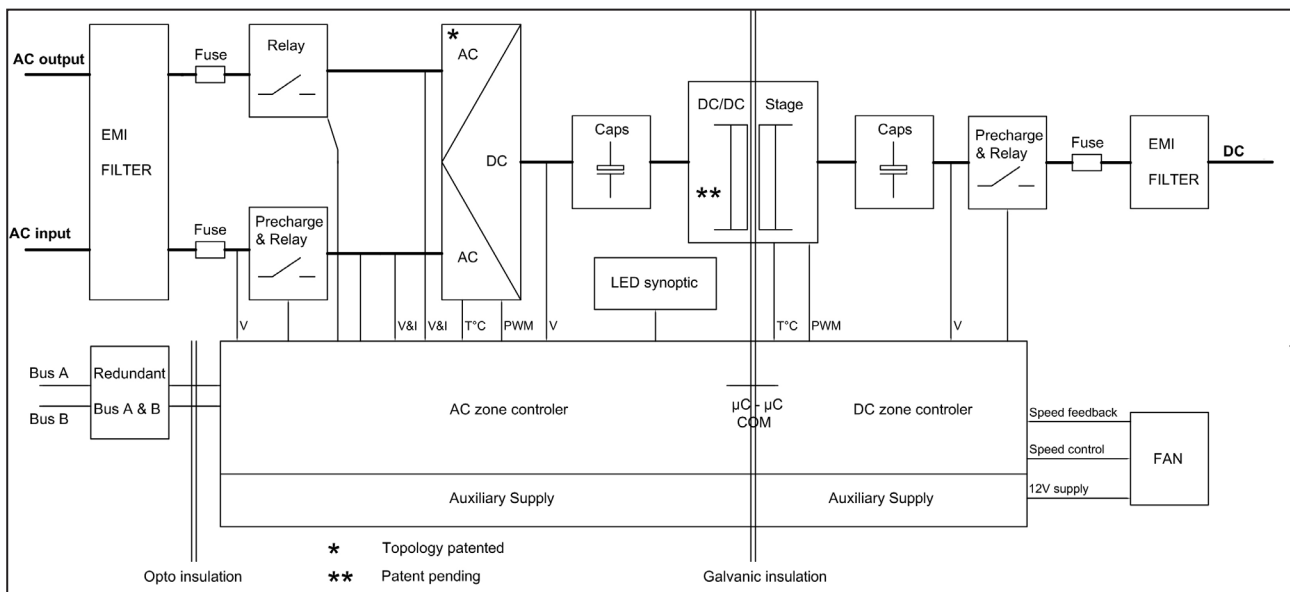 AC output
EMI
FILTER
Fuse
Relay
*
AC
DC
AC
AC input
Fuse
Precharge
& Relay
Caps
DC/DC
Stage
**
Caps
Precharge
& Relay
Fuse
EMI
FILTER
DC
LED synoptic
V
V&I
V&I
T°C
PWM
V
T°C
PWM
V
Bus A
Bus B
Redundant
Bus A & B
AC zone controler
µC - µC
COM
DC zone controler
Speed feedback
Speed control
12V supply
FAN
Auxiliary Supply
Auxiliary Supply
* Topology patented
** Patent pending
Opto insulation
Galvanic insulation